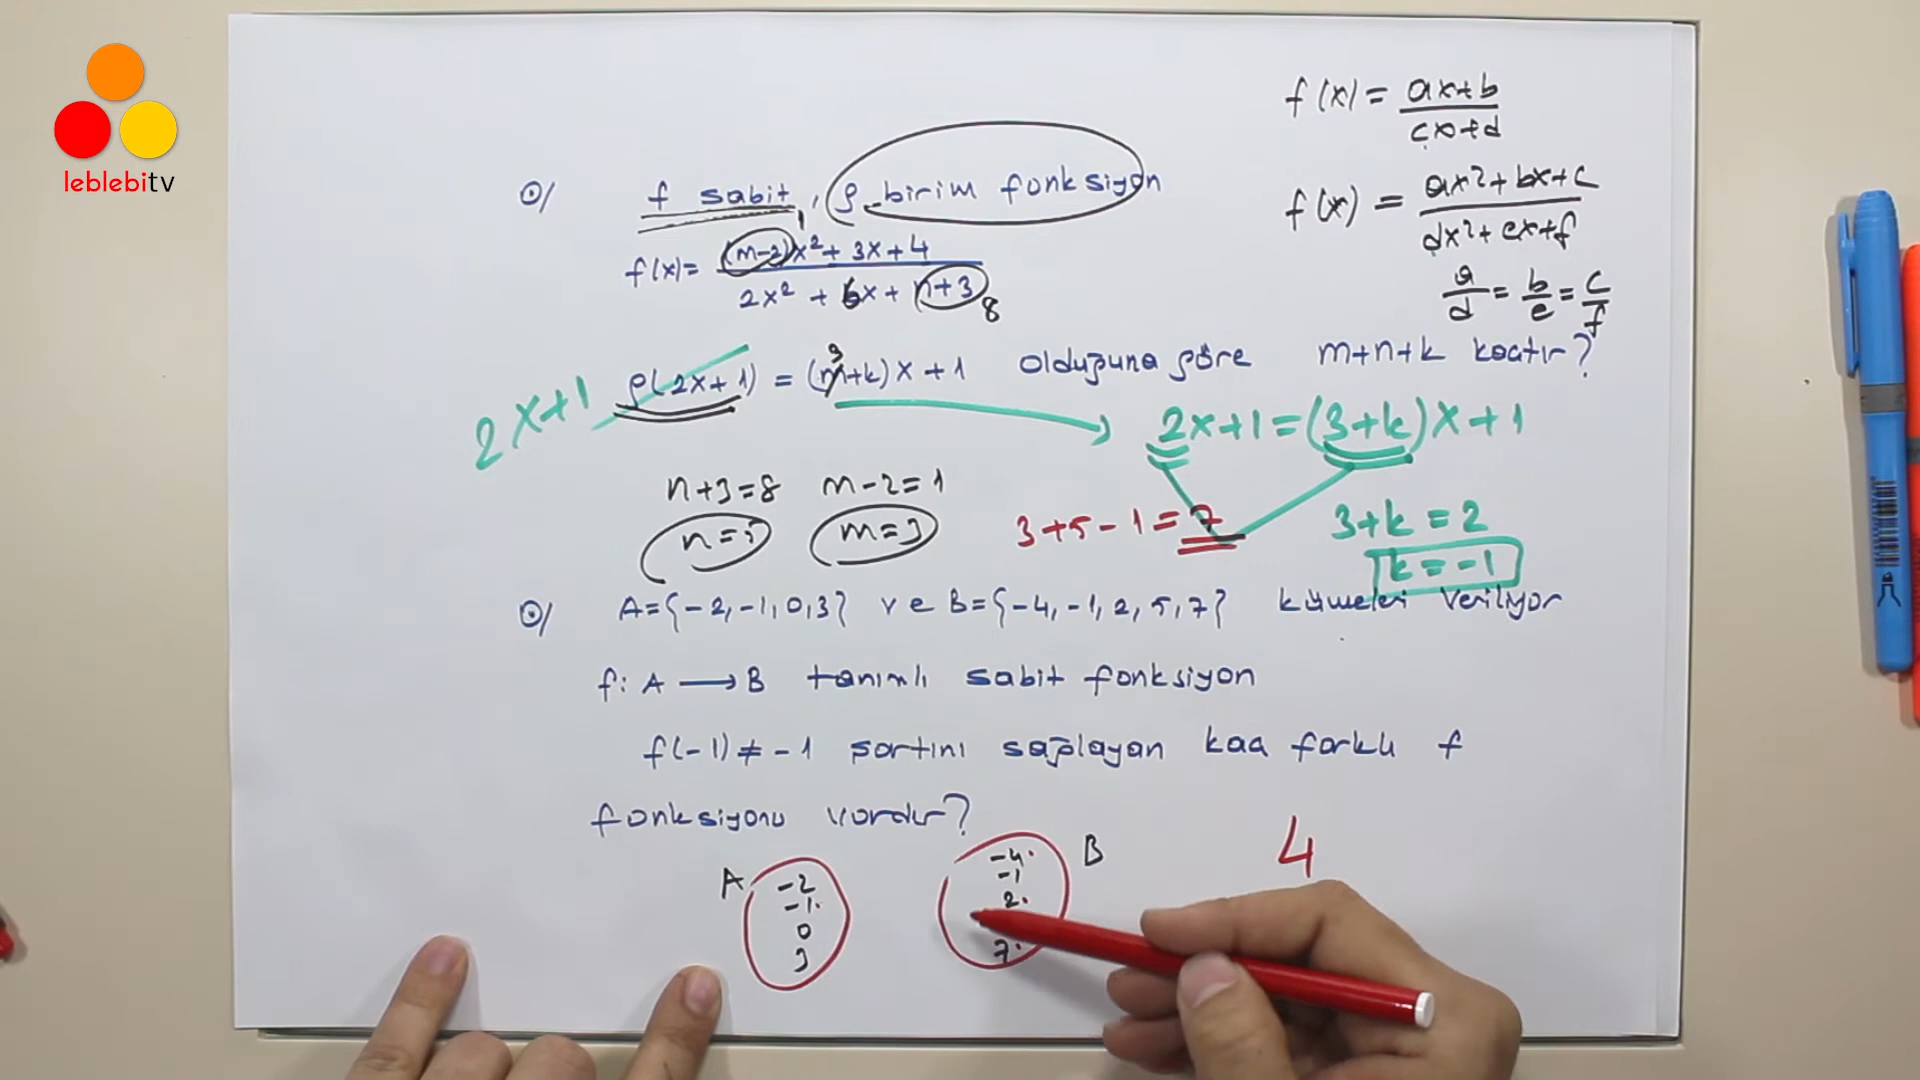 leblebitv
f(x) = ax+b / cx+d
f(x) = ax²+bx+c / dx²+ex+f
a/d = b/e = c/f
f sabit, g birim fonksiyon
f(x) = (m-2)x² + 3x + 4 / 2x² + 6x + n+3
1
8
g(2x+1) = (m+k)x + 1 olduğuna göre m+n+k kaçtır?
3
2x+1
2x+1 = (3+k)x+1
n+3=8 m-2=1
3+5-1=7 3+k=2
n=5 m=3
k=-1
A={-2,-1,0,3} ve B={-4,-1,2,5,7} kümeleri veriliyor
f: A → B tanımlı sabit fonksiyon
f(-1) ≠ -1 şartını sağlayan kaç farklı f
fonksiyonu vardır?
A
-2
-1
0
3
B
-4
-1
2
7
4